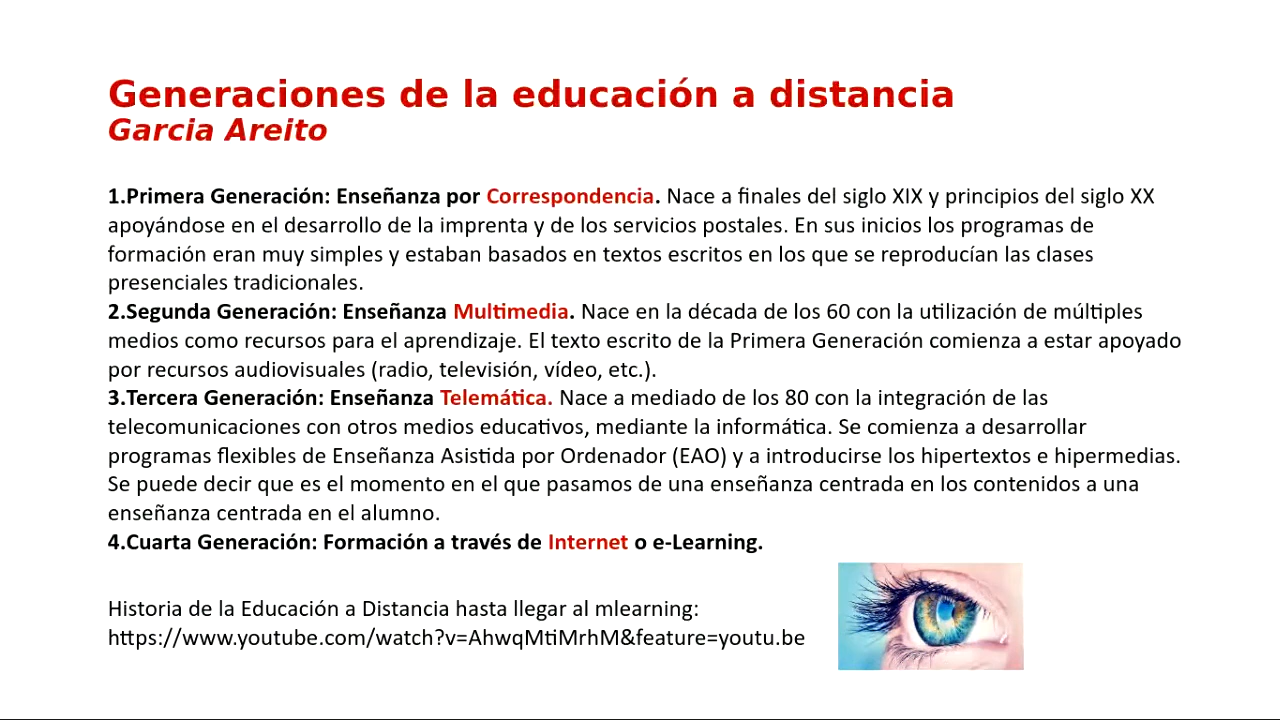 Generaciones de la educación a distancia
Garcia Areito
1.Primera Generación: Enseñanza por Correspondencia. Nace a finales del siglo XIX y principios del siglo XX
apoyándose en el desarrollo de la imprenta y de los servicios postales. En sus inicios los programas de
formación eran muy simples y estaban basados en textos escritos en los que se reproducían las clases
presenciales tradicionales.
2.Segunda Generación: Enseñanza Multimedia. Nace en la década de los 60 con la utilización de múltiples
medios como recursos para el aprendizaje. El texto escrito de la Primera Generación comienza a estar apoyado
por recursos audiovisuales (radio, televisión, vídeo, etc.).
3.Tercera Generación: Enseñanza Telemática. Nace a mediado de los 80 con la integración de las
telecomunicaciones con otros medios educativos, mediante la informática. Se comienza a desarrollar
programas flexibles de Enseñanza Asistida por Ordenador (EAO) y a introducirse los hipertextos e hipermedias.
Se puede decir que es el momento en el que pasamos de una enseñanza centrada en los contenidos a una
enseñanza centrada en el alumno.
4.Cuarta Generación: Formación a través de Internet o e-Learning.
Historia de la Educación a Distancia hasta llegar al mlearning:
https://www.youtube.com/watch?v=AhwqMtiMrhM&feature=youtu.be